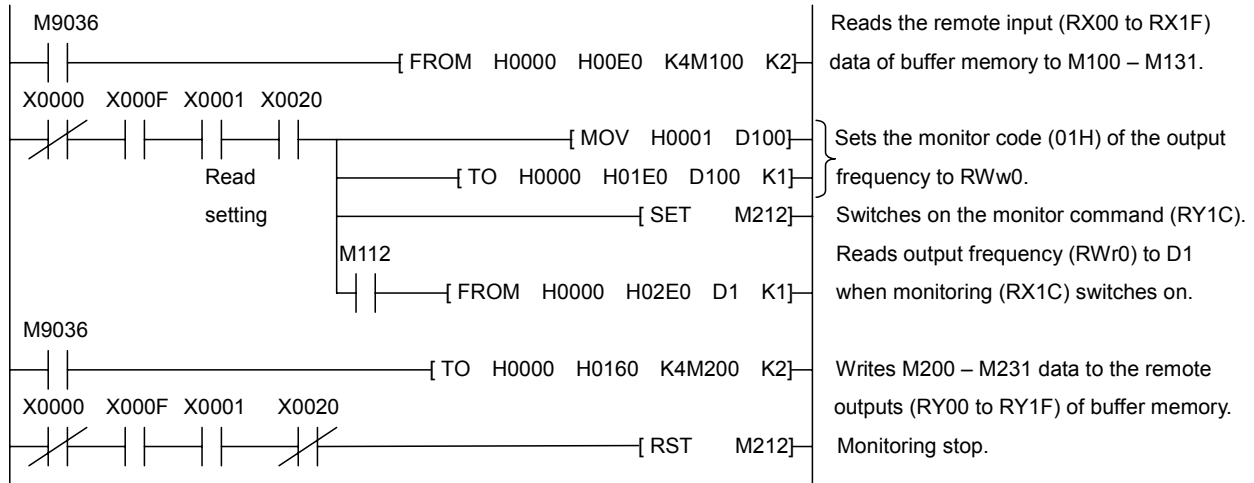 M9036
Reads the remote input (RX00 to RX1F)
[ FROM H0000 H00E0 K4M100 K2]
data of buffer memory to M100 – M131.
X0000 X000F X0001 X0020
[ MOV H0001 D100]
Sets the monitor code (01H) of the output
Read
[ TO H0000 H01E0 D100 K1]
frequency to RWw0.
setting
[ SET M212]
Switches on the monitor command (RY1C).
M112
Reads output frequency (RWr0) to D1
[ FROM H0000 H02E0 D1 K1]
when monitoring (RX1C) switches on.
M9036
[ TO H0000 H0160 K4M200 K2]
Writes M200 – M231 data to the remote
X0000 X000F X0001 X0020
outputs (RY00 to RY1F) of buffer memory.
[ RST M212]
Monitoring stop.